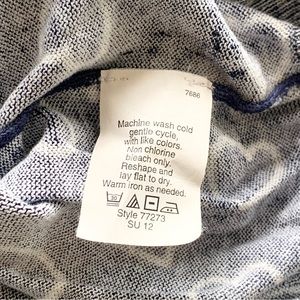 7686
Machine wash cold
gentle cycle,
with like colors.
Non chlorine
bleach only.
Reshape and
lay flat to dry.
Warm iron as needed.
30
Style 77273
SU 12